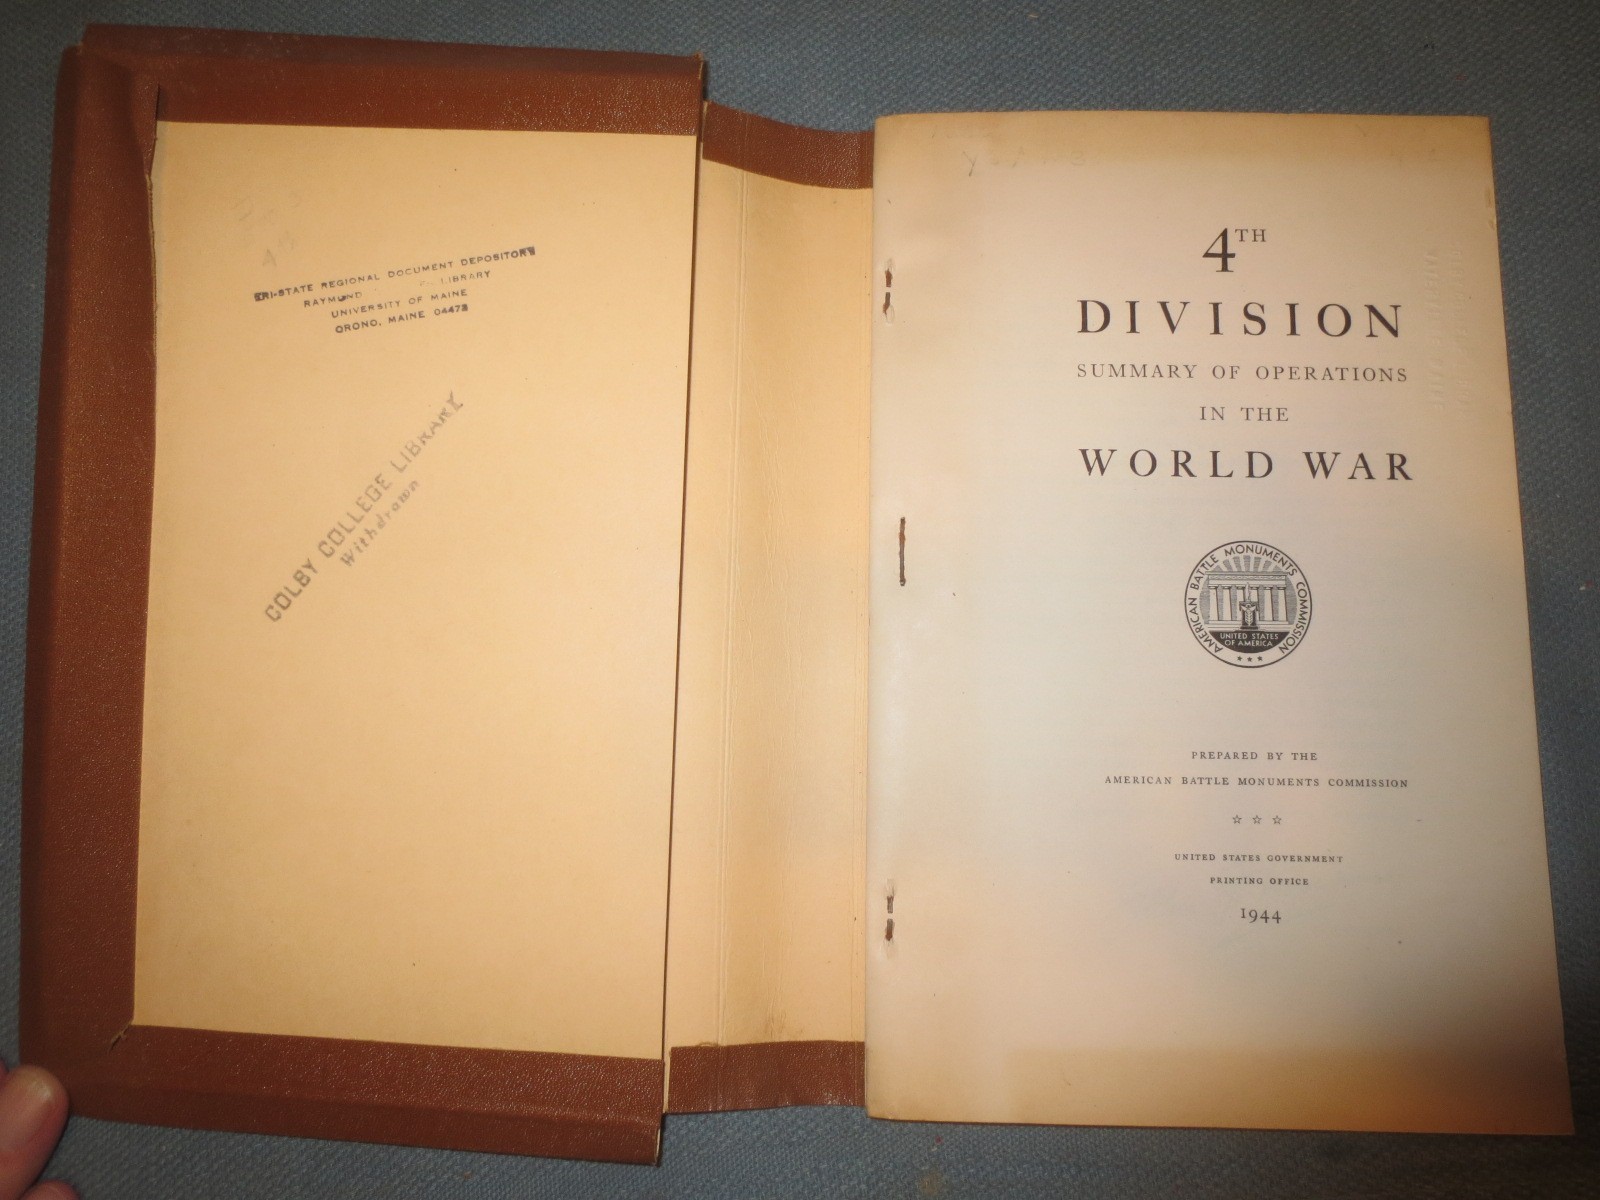 TRI-STATE REGIONAL DOCUMENT DEPOSITORY
RAYMOND LIBRARY
UNIVERSITY OF MAINE
ORONO, MAINE 04473
COLBY COLLEGE LIBRARY
Withdrawn
4TH
DIVISION
SUMMARY OF OPERATIONS
IN THE
WORLD WAR
AMERICAN BATTLE MONUMENTS COMMISSION
UNITED STATES
OF AMERICA
PREPARED BY THE
AMERICAN BATTLE MONUMENTS COMMISSION
☆ ☆ ☆
UNITED STATES GOVERNMENT
PRINTING OFFICE
1944